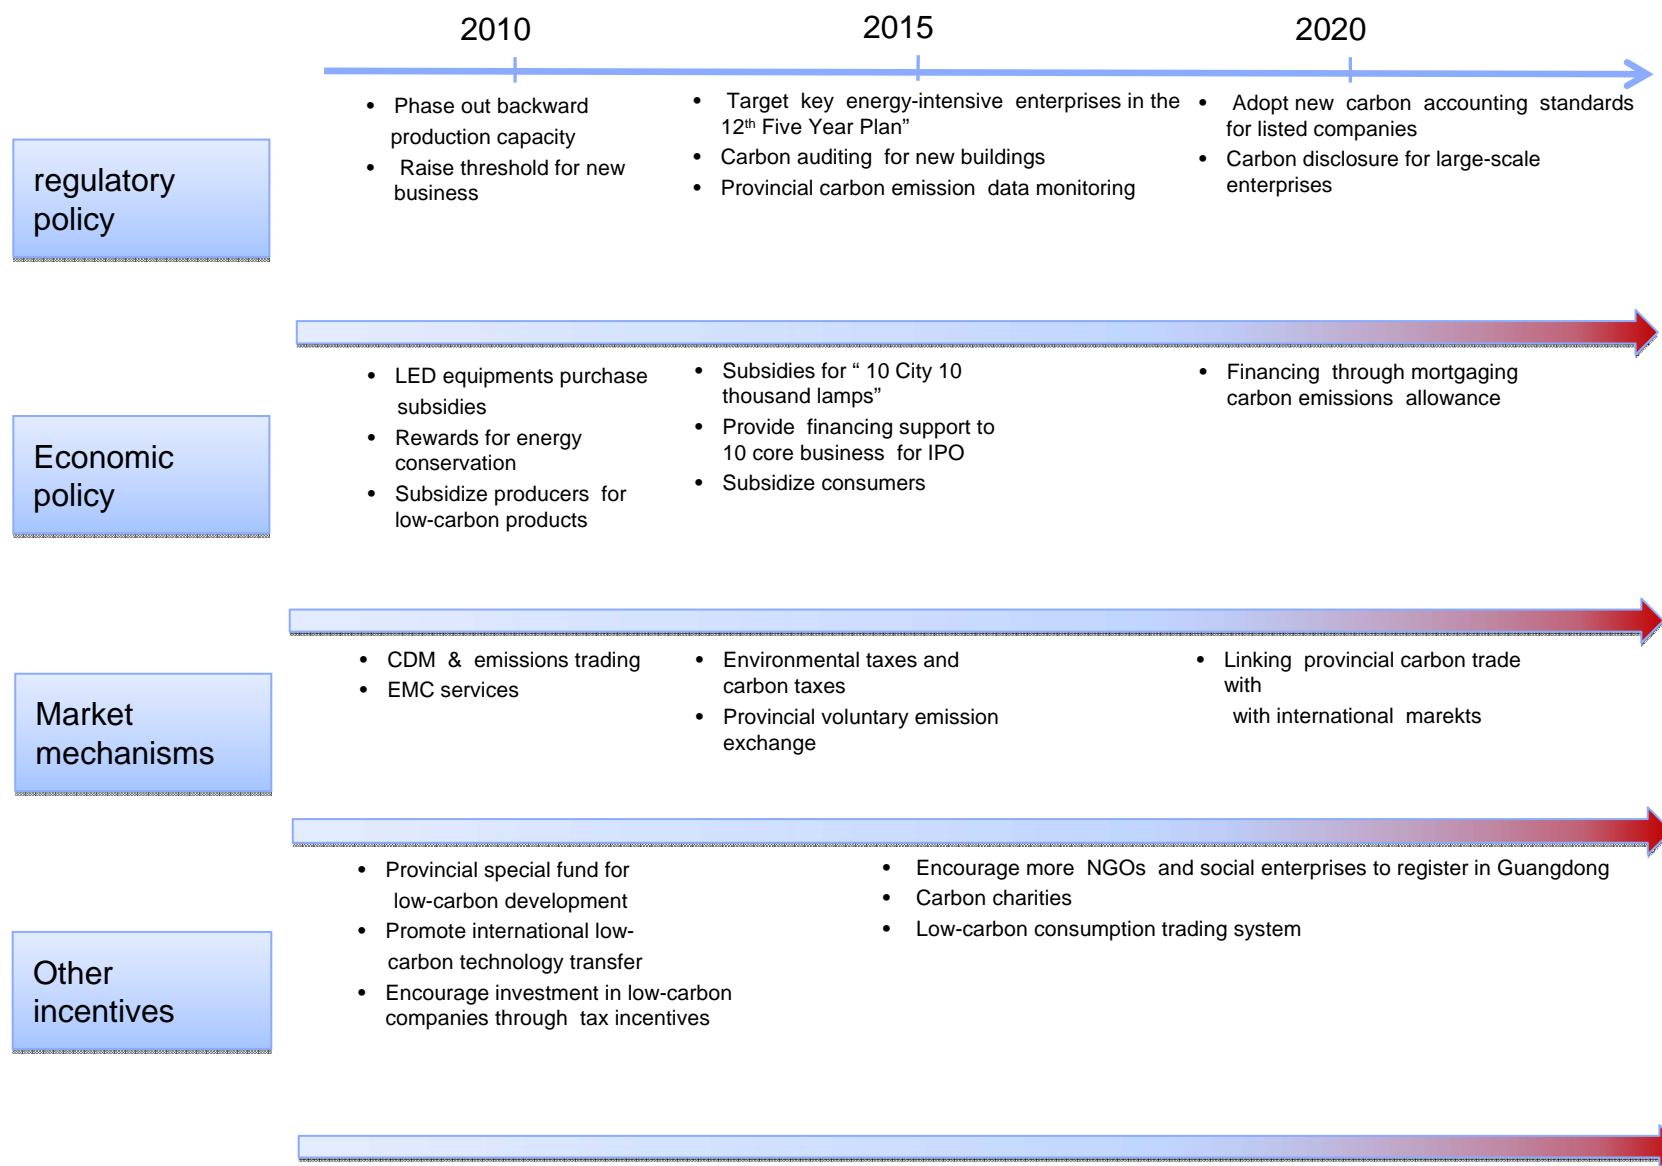 2010
2015
2020
regulatory
policy
• Phase out backward
production capacity
• Raise threshold for new
business
• Target key energy-intensive enterprises in the
12th Five Year Plan”
• Carbon auditing for new buildings
• Provincial carbon emission data monitoring
• Adopt new carbon accounting standards
for listed companies
• Carbon disclosure for large-scale
enterprises
Economic
policy
• LED equipments purchase
subsidies
• Rewards for energy
conservation
• Subsidize producers for
low-carbon products
• Subsidies for “ 10 City 10
thousand lamps”
• Provide financing support to
10 core business for IPO
• Subsidize consumers
• Financing through mortgaging
carbon emissions allowance
Market
mechanisms
• CDM & emissions trading
• EMC services
• Environmental taxes and
carbon taxes
• Provincial voluntary emission
exchange
• Linking provincial carbon trade
with
with international marekts
Other
incentives
• Provincial special fund for
low-carbon development
• Promote international low-
carbon technology transfer
• Encourage investment in low-carbon
companies through tax incentives
• Encourage more NGOs and social enterprises to register in Guangdong
• Carbon charities
• Low-carbon consumption trading system